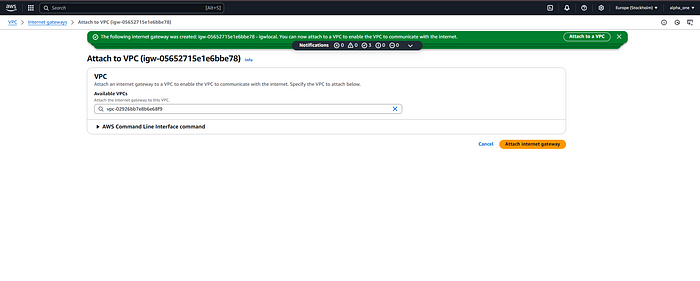 aws
Search
[Alt+S]
Europe (Stockholm)
alpha_one
VPC > Internet gateways > Attach to VPC (igw-05652715e1e6bbe78)
The following internet gateway was created: igw-05652715e1e6bbe78 - igwlocal. You can now attach to a VPC to enable the VPC to communicate with the internet.
Attach to a VPC
Notifications 0 0 3 0 0
Attach to VPC (igw-05652715e1e6bbe78) Info
VPC
Attach an internet gateway to a VPC to enable the VPC to communicate with the internet. Specify the VPC to attach below.
Available VPCs
Attach the internet gateway to this VPC.
vpc-02926bb7e8b6e68f9
AWS Command Line Interface command
Cancel
Attach internet gateway